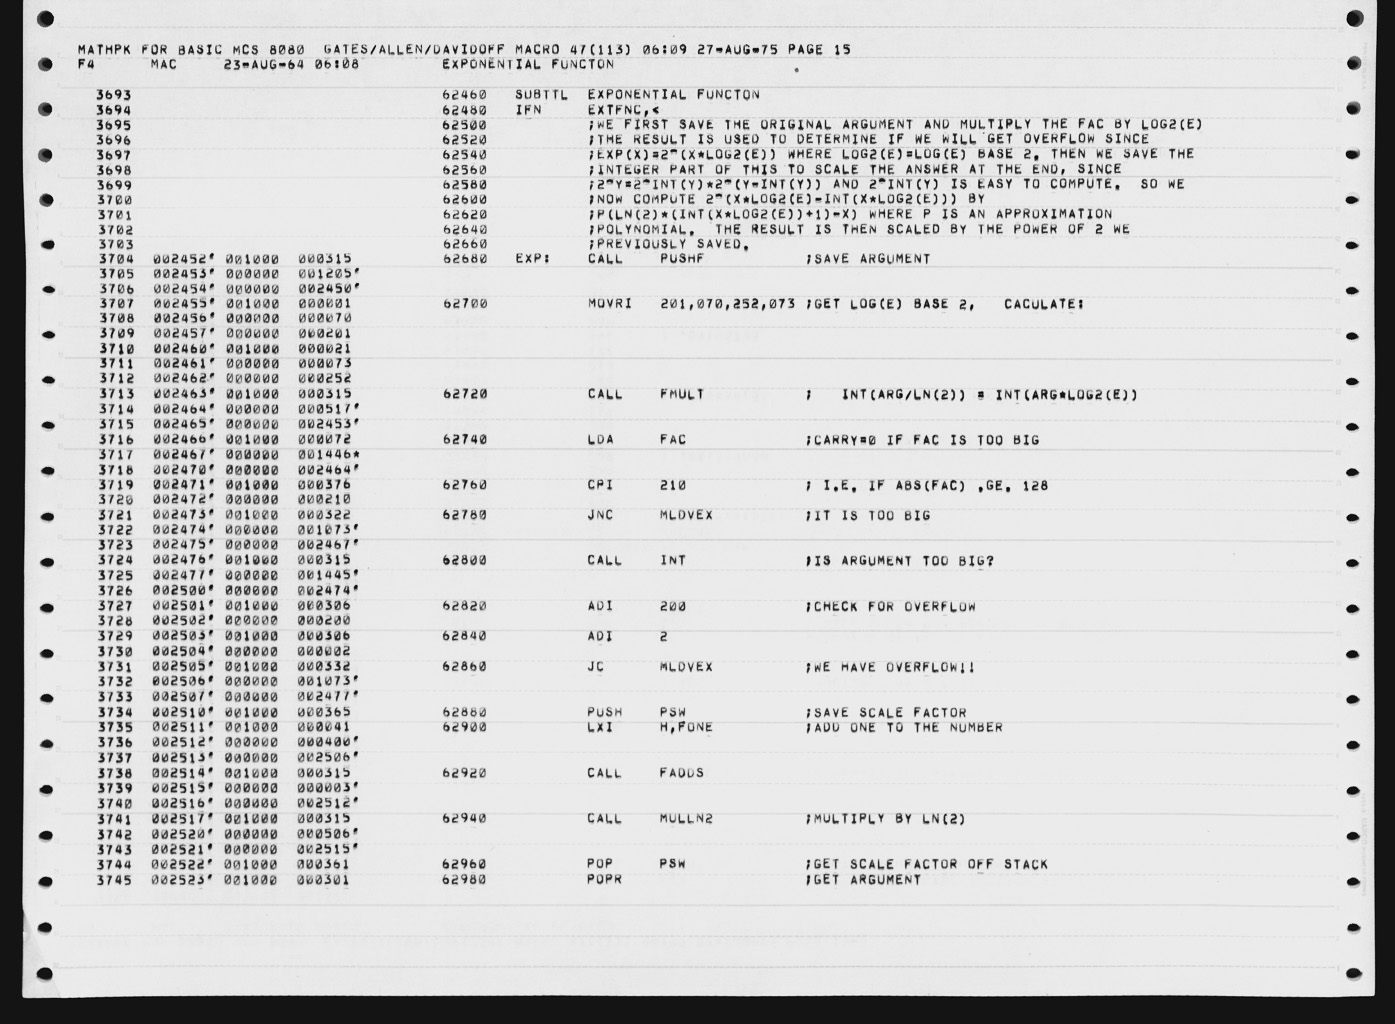 MATHPK FOR BASIC MCS 8080 GATES/ALLEN/DAVIDOFF MACRO 47(113) 06:09 27-AUG-75 PAGE 15
F4 MAC 23-AUG-64 06:08 EXPONENTIAL FUNCTON
3693 62460 SUBTTL EXPONENTIAL FUNCTON
3694 62480 IFN EXTFNC,<
3695 62500 ;WE FIRST SAVE THE ORIGINAL ARGUMENT AND MULTIPLY THE FAC BY LOG2(E)
3696 62520 ;THE RESULT IS USED TO DETERMINE IF WE WILL GET OVERFLOW SINCE
3697 62540 ;EXP(X)=2^(X*LOG2(E)) WHERE LOG2(E)=LOG(E) BASE 2. THEN WE SAVE THE
3698 62560 ;INTEGER PART OF THIS TO SCALE THE ANSWER AT THE END, SINCE
3699 62580 ;2^Y=2^INT(Y)*2^(Y-INT(Y)) AND 2^INT(Y) IS EASY TO COMPUTE. SO WE
3700 62600 ;NOW COMPUTE 2^(X*LOG2(E)-INT(X*LOG2(E))) BY
3701 62620 ;P(LN(2)*(INT(X*LOG2(E))+1)-X) WHERE P IS AN APPROXIMATION
3702 62640 ;POLYNOMIAL. THE RESULT IS THEN SCALED BY THE POWER OF 2 WE
3703 62660 ;PREVIOUSLY SAVED.
3704 002452' 001000 000315 62680 EXP: CALL PUSHF ;SAVE ARGUMENT
3705 002453' 000000 001205'
3706 002454' 000000 002450'
3707 002455' 001000 000001 62700 MOVRI 201,070,252,073 ;GET LOG(E) BASE 2, CACULATE:
3708 002456' 000000 000070
3709 002457' 000000 000201
3710 002460' 001000 000021
3711 002461' 000000 000073
3712 002462' 000000 000252
3713 002463' 001000 000315 62720 CALL FMULT ; INT(ARG/LN(2)) = INT(ARG*LOG2(E))
3714 002464' 000000 000517'
3715 002465' 000000 002453'
3716 002466' 001000 000072 62740 LDA FAC ;CARRY=0 IF FAC IS TOO BIG
3717 002467' 000000 001446*
3718 002470' 000000 002464'
3719 002471' 001000 000376 62760 CPI 210 ; I.E. IF ABS(FAC) .GE. 128
3720 002472' 000000 000210
3721 002473' 001000 000322 62780 JNC MLDVEX ;IT IS TOO BIG
3722 002474' 000000 001073'
3723 002475' 000000 002467'
3724 002476' 001000 000315 62800 CALL INT ;IS ARGUMENT TOO BIG?
3725 002477' 000000 001445'
3726 002500' 000000 002474'
3727 002501' 001000 000306 62820 ADI 200 ;CHECK FOR OVERFLOW
3728 002502' 000000 000200
3729 002503' 001000 000306 62840 ADI 2
3730 002504' 000000 000002
3731 002505' 001000 000332 62860 JC MLDVEX ;WE HAVE OVERFLOW!!
3732 002506' 000000 001073'
3733 002507' 000000 002477'
3734 002510' 001000 000365 62880 PUSH PSW ;SAVE SCALE FACTOR
3735 002511' 001000 000041 62900 LXI H,FONE ;ADD ONE TO THE NUMBER
3736 002512' 000000 000400'
3737 002513' 000000 002506'
3738 002514' 001000 000315 62920 CALL FADDS
3739 002515' 000000 000003'
3740 002516' 000000 002512'
3741 002517' 001000 000315 62940 CALL MULLN2 ;MULTIPLY BY LN(2)
3742 002520' 000000 000506'
3743 002521' 000000 002515'
3744 002522' 001000 000361 62960 POP PSW ;GET SCALE FACTOR OFF STACK
3745 002523' 001000 000301 62980 POPR ;GET ARGUMENT